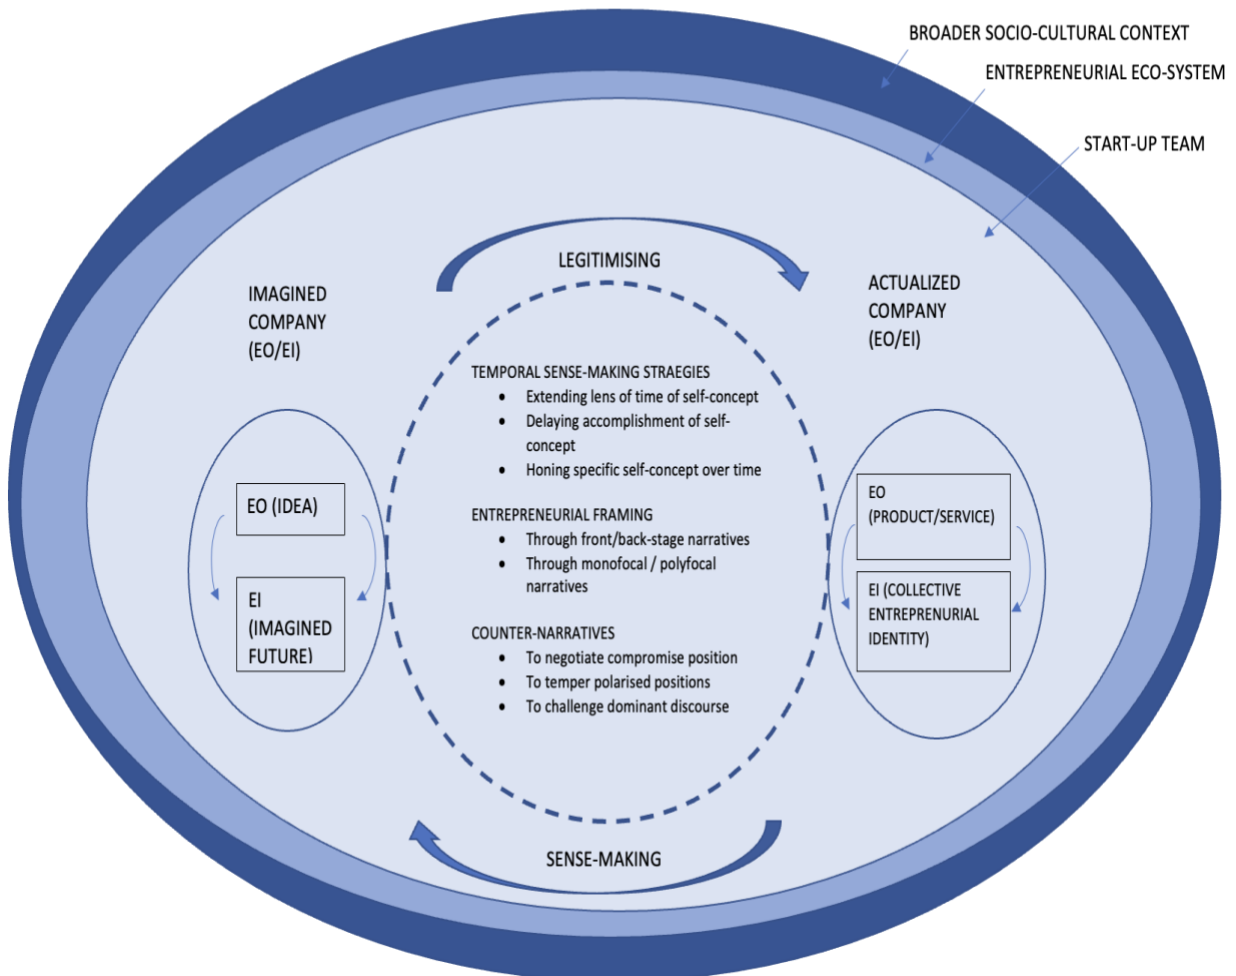 BROADER SOCIO-CULTURAL CONTEXT
ENTREPRENEURIAL ECO-SYSTEM
START-UP TEAM
LEGITIMISING
IMAGINED
COMPANY
(EO/EI)
ACTUALIZED
COMPANY
(EO/EI)
TEMPORAL SENSE-MAKING STRAEGIES
• Extending lens of time of self-concept
• Delaying accomplishment of self-
concept
• Honing specific self-concept over time
ENTREPRENEURIAL FRAMING
• Through front/back-stage narratives
• Through monofocal / polyfocal
narratives
COUNTER-NARRATIVES
• To negotiate compromise position
• To temper polarised positions
• To challenge dominant discourse
EO (IDEA)
EI
(IMAGINED
FUTURE)
EO
(PRODUCT/SERVICE)
EI (COLLECTIVE
ENTREPRENURIAL
IDENTITY)
SENSE-MAKING